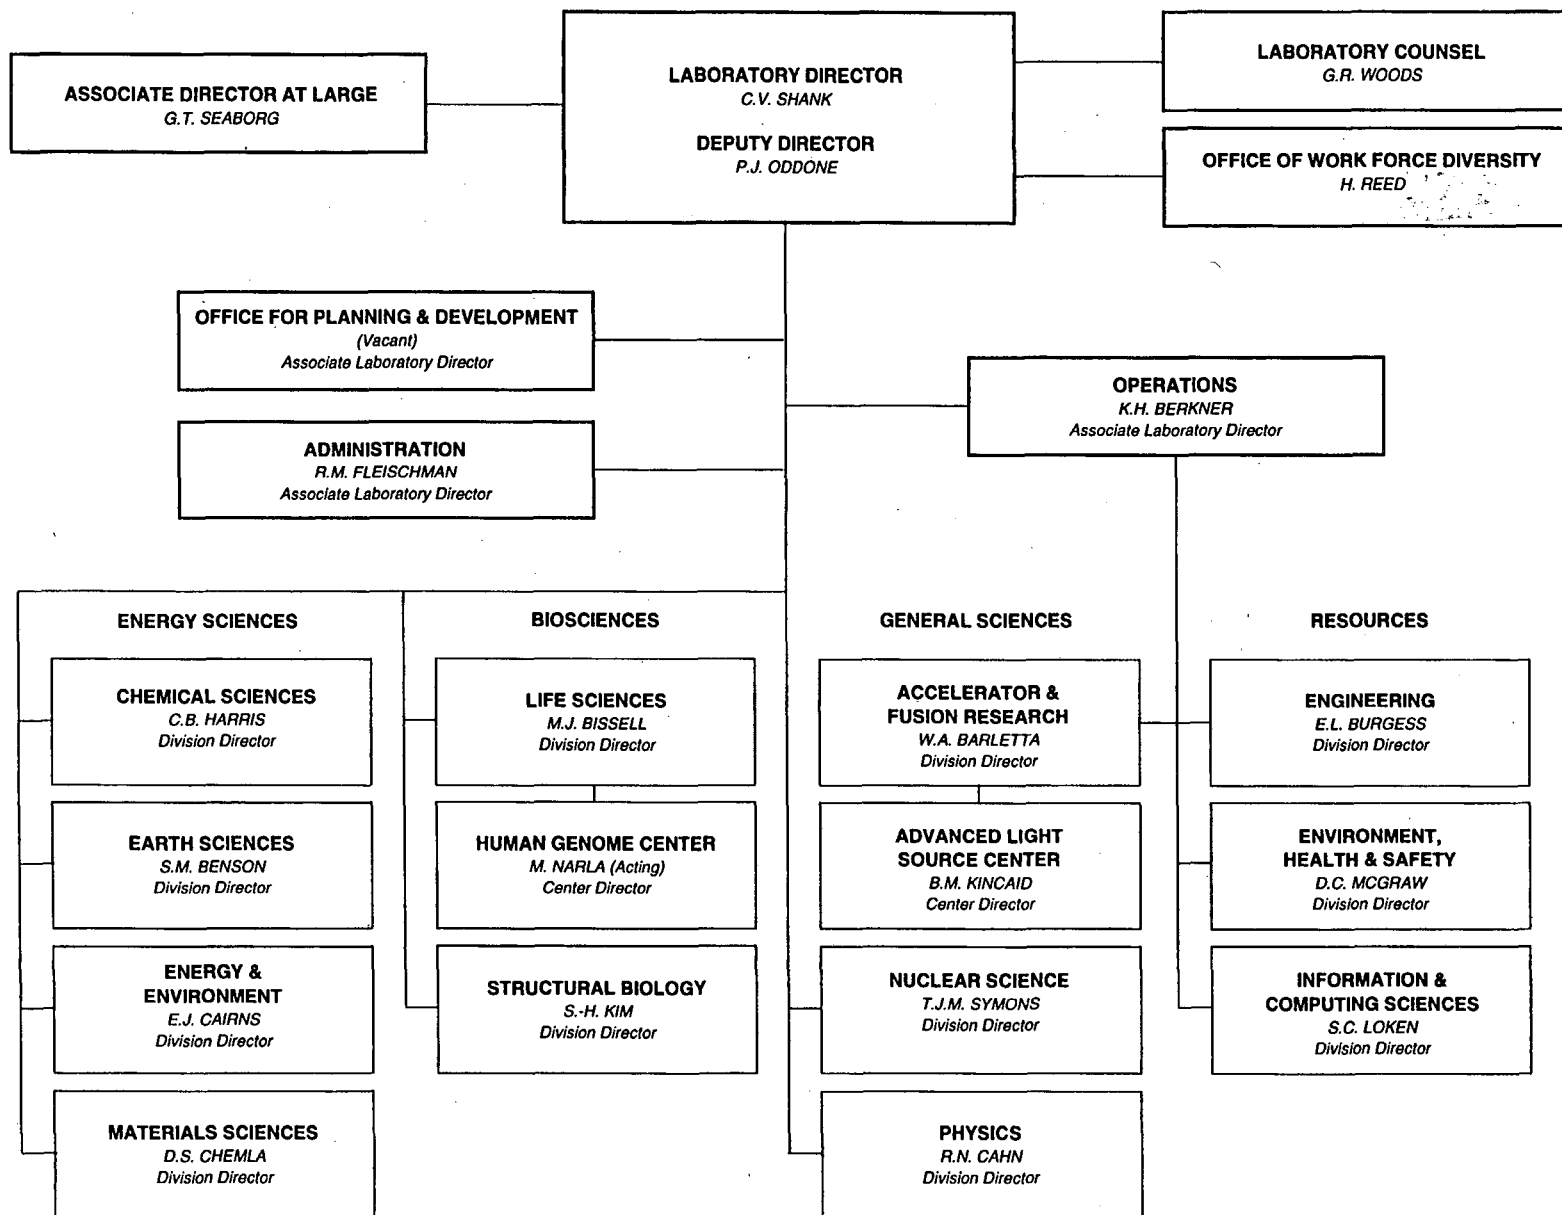 ASSOCIATE DIRECTOR AT LARGE
G.T. SEABORG
LABORATORY DIRECTOR
C.V. SHANK
DEPUTY DIRECTOR
P.J. ODDONE
LABORATORY COUNSEL
G.R. WOODS
OFFICE OF WORK FORCE DIVERSITY
H. REED
OFFICE FOR PLANNING & DEVELOPMENT
(Vacant)
Associate Laboratory Director
ADMINISTRATION
R.M. FLEISCHMAN
Associate Laboratory Director
OPERATIONS
K.H. BERKNER
Associate Laboratory Director
ENERGY SCIENCES
CHEMICAL SCIENCES
C.B. HARRIS
Division Director
EARTH SCIENCES
S.M. BENSON
Division Director
ENERGY &
ENVIRONMENT
E.J. CAIRNS
Division Director
MATERIALS SCIENCES
D.S. CHEMLA
Division Director
BIOSCIENCES
LIFE SCIENCES
M.J. BISSELL
Division Director
HUMAN GENOME CENTER
M. NARLA (Acting)
Center Director
STRUCTURAL BIOLOGY
S.-H. KIM
Division Director
GENERAL SCIENCES
ACCELERATOR &
FUSION RESEARCH
W.A. BARLETTA
Division Director
ADVANCED LIGHT
SOURCE CENTER
B.M. KINCAID
Center Director
NUCLEAR SCIENCE
T.J.M. SYMONS
Division Director
PHYSICS
R.N. CAHN
Division Director
RESOURCES
ENGINEERING
E.L. BURGESS
Division Director
ENVIRONMENT,
HEALTH & SAFETY
D.C. MCGRAW
Division Director
INFORMATION &
COMPUTING SCIENCES
S.C. LOKEN
Division Director